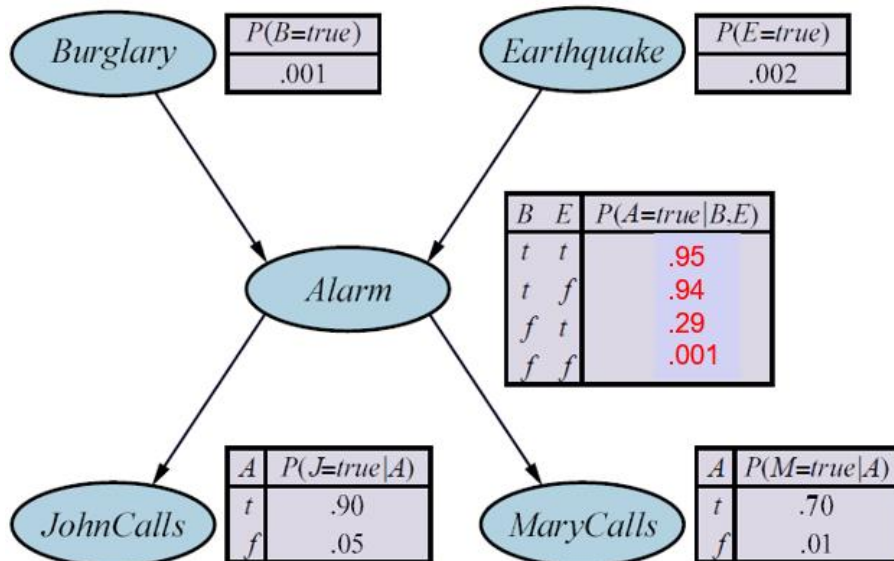 Burglary
P(B=true)
.001
Earthquake
P(E=true)
.002
Alarm
B E P(A=true|B,E)
t t .95
t f .94
f t .29
f f .001
JohnCalls
A P(J=true|A)
t .90
f .05
MaryCalls
A P(M=true|A)
t .70
f .01